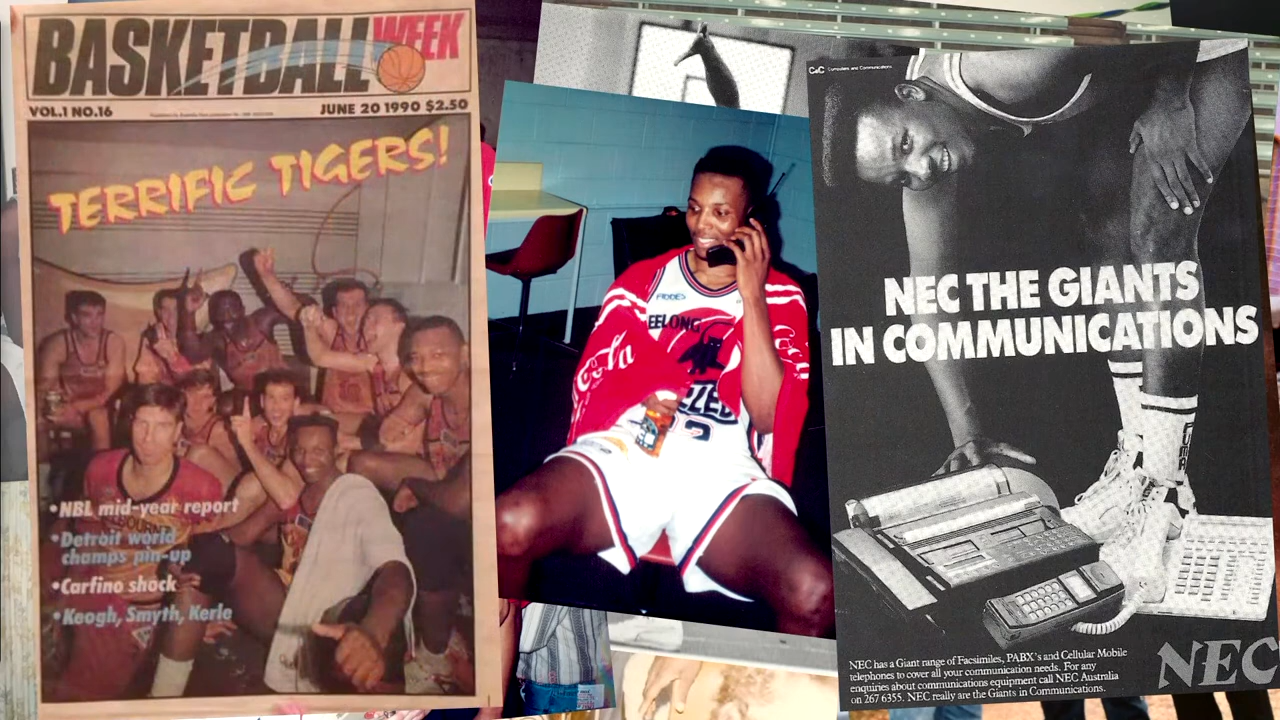 BASKETBALL WEEK
VOL.1 NO.16
JUNE 20 1990 $2.50
TERRIFIC TIGERS!
•NBL mid-year report
•Detroit world
champs pin-up
•Carfino shock
•Keogh, Smyth, Kerle
EELONG
Cola
C&C Computers and Communications
NEC THE GIANTS
IN COMMUNICATIONS
NEC has a Giant range of Facsimiles, PABX's and Cellular Mobile
telephones to cover all your communication needs. For any
enquiries about communications equipment call NEC Australia
on 267 6355. NEC really are the Giants in Communications.
NEC